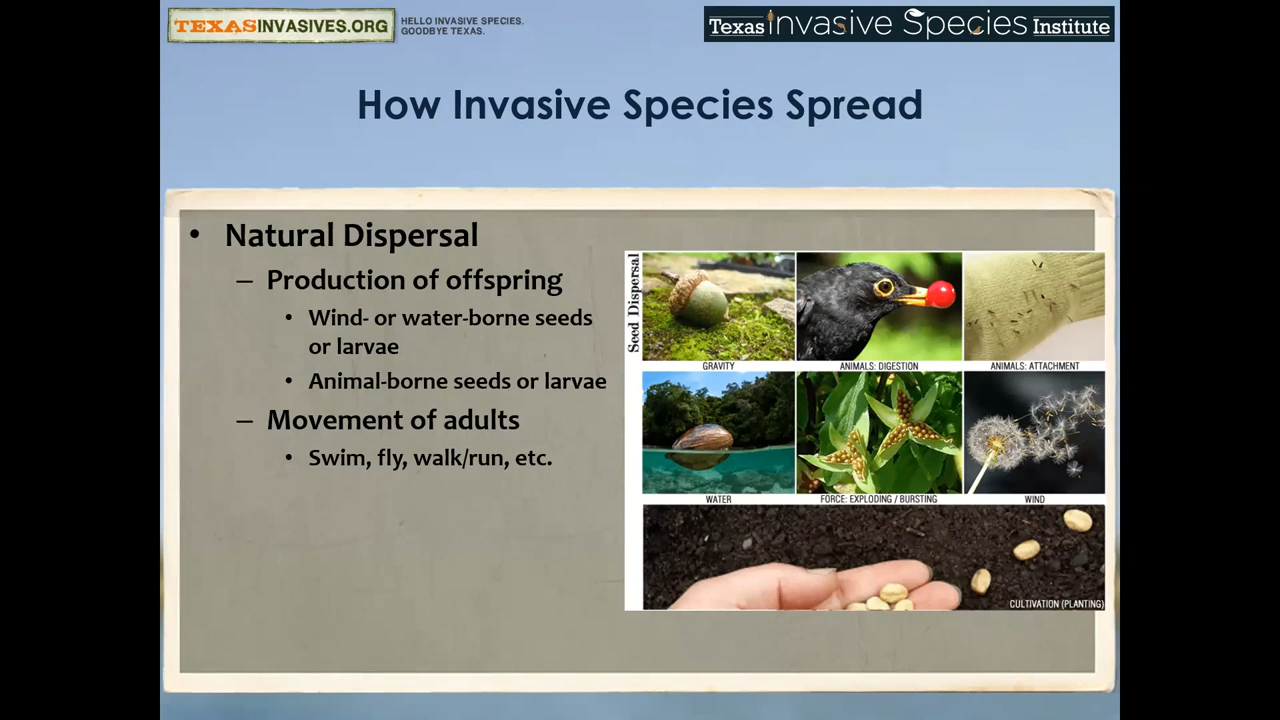 TEXASINVASIVES.ORG
HELLO INVASIVE SPECIES.
GOODBYE TEXAS.
Texas Invasive Species Institute
How Invasive Species Spread
• Natural Dispersal
– Production of offspring
• Wind- or water-borne seeds
or larvae
• Animal-borne seeds or larvae
– Movement of adults
• Swim, fly, walk/run, etc.
Seed Dispersal
GRAVITY
ANIMALS: DIGESTION
ANIMALS: ATTACHMENT
WATER
FORCE: EXPLODING / BURSTING
WIND
CULTIVATION (PLANTING)